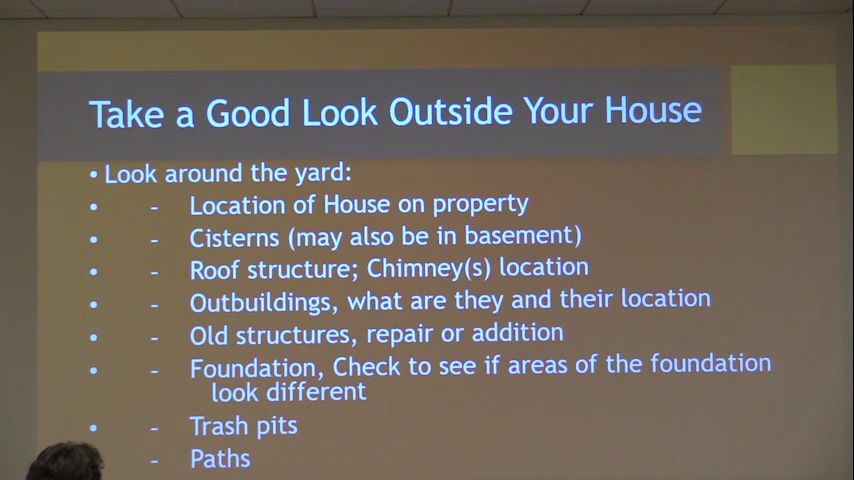 Take a Good Look Outside Your House
• Look around the yard:
• - Location of House on property
• - Cisterns (may also be in basement)
• - Roof structure; Chimney(s) location
• - Outbuildings, what are they and their location
• - Old structures, repair or addition
• - Foundation, Check to see if areas of the foundation
look different
• - Trash pits
- Paths